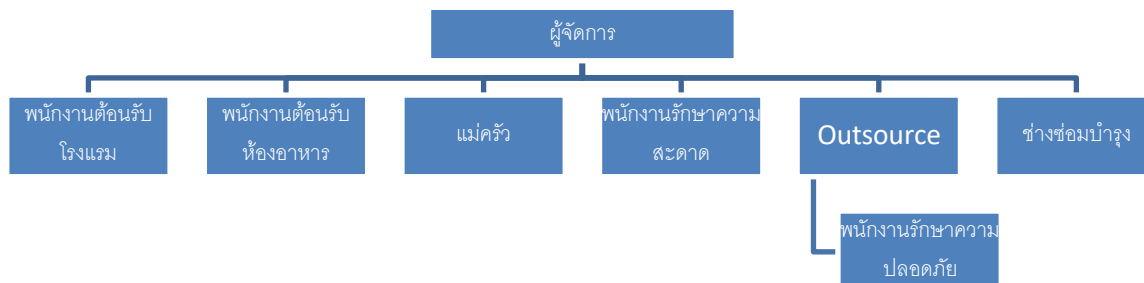 ผู้จัดการ
พนักงานต้อนรับ
โรงแรม
พนักงานต้อนรับ
ห้องอาหาร
แม่ครัว
พนักงานรักษาความ
สะดาด
Outsource
ช่างซ่อมบำรุง
พนักงานรักษาความ
ปลอดภัย